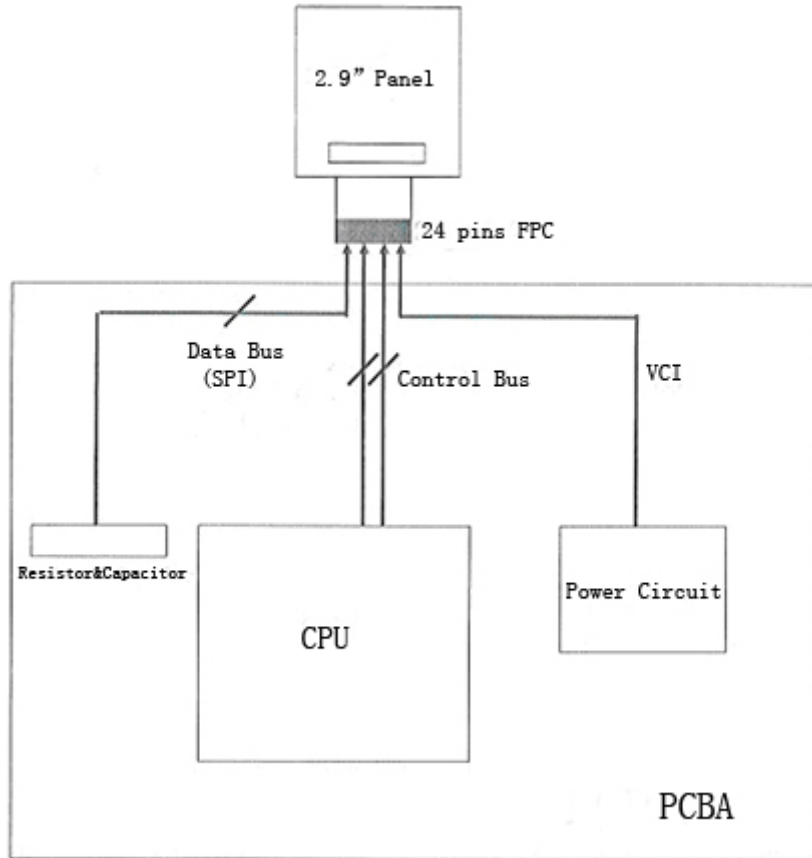 2.9” Panel
24 pins FPC
Data Bus
(SPI)
Control Bus
VCI
Resistor&Capacitor
CPU
Power Circuit
PCBA